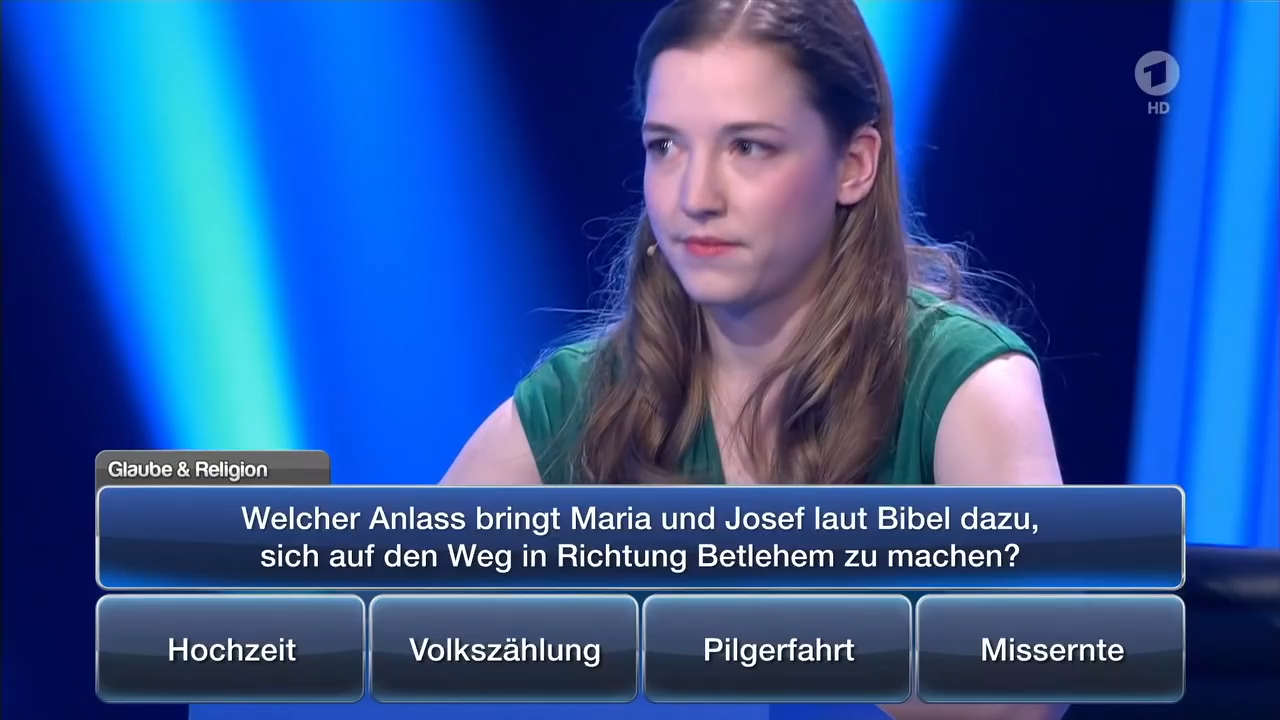 1
HD
Glaube & Religion
Welcher Anlass bringt Maria und Josef laut Bibel dazu,
sich auf den Weg in Richtung Betlehem zu machen?
Hochzeit
Volkszählung
Pilgerfahrt
Missernte